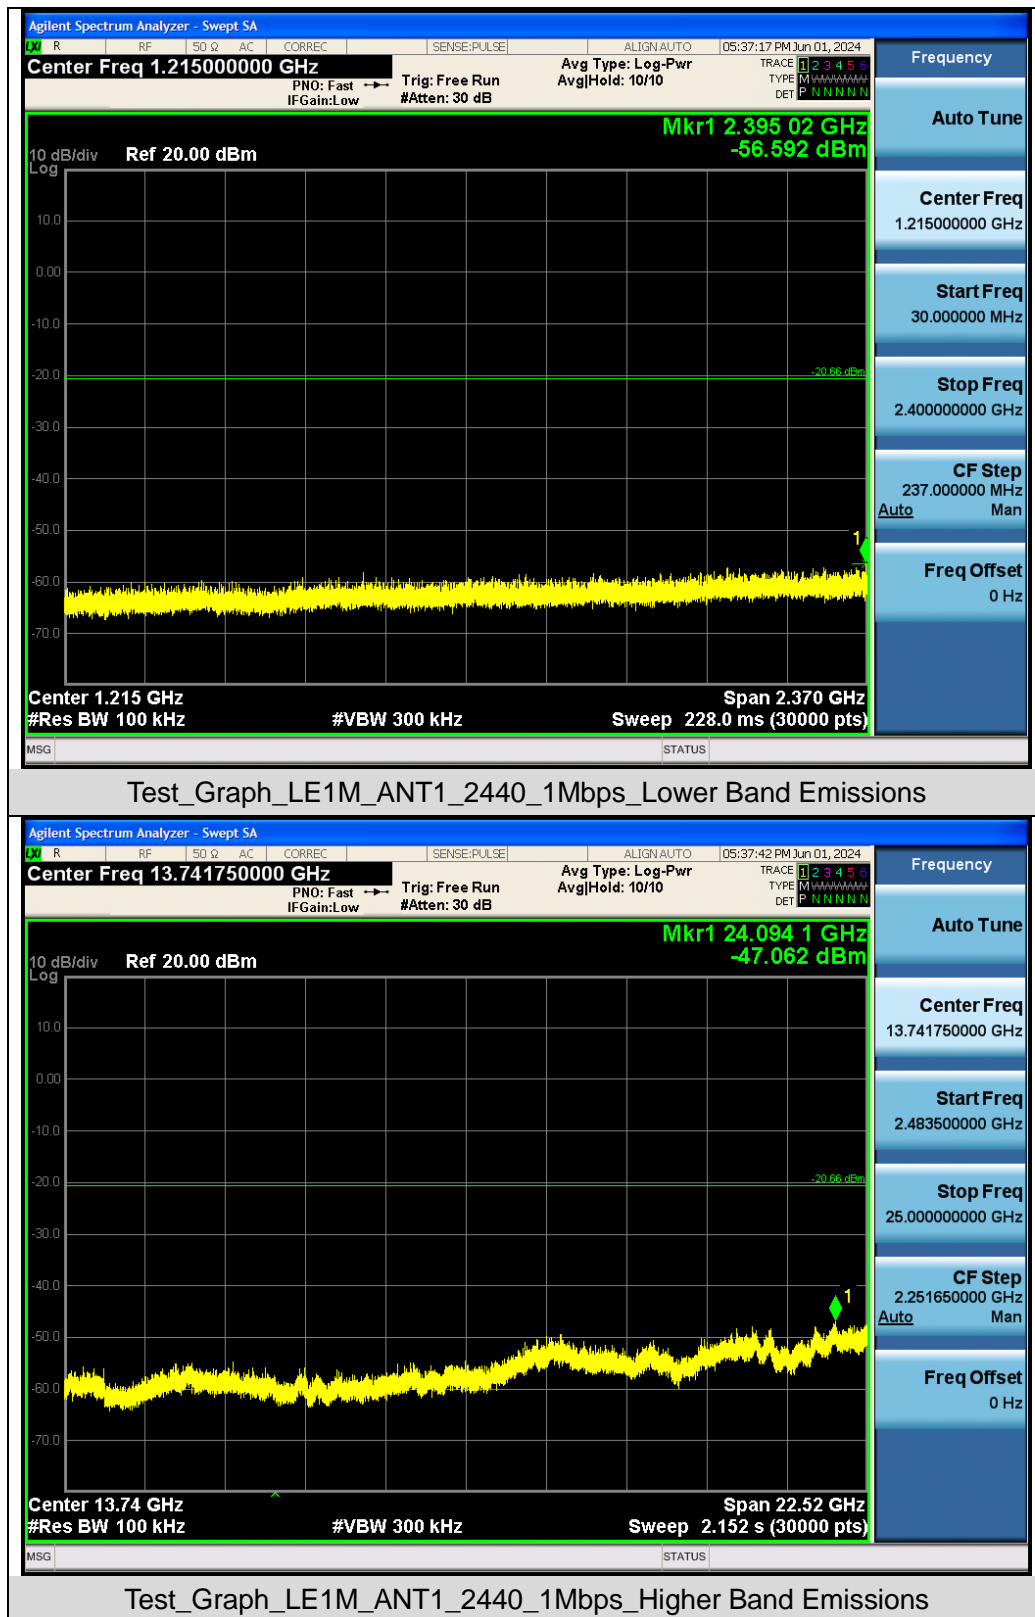 Agilent Spectrum Analyzer - Swept SA
LXI R RF 50 Ω AC CORREC SENSE:PULSE ALIGN AUTO 05:37:17 PM Jun 01, 2024
Center Freq 1.215000000 GHz
PNO: Fast
IFGain:Low
Trig: Free Run
#Atten: 30 dB
Avg Type: Log-Pwr
Avg|Hold: 10/10
TRACE 1 2 3 4 5 6
TYPE M WWWWW
DET P N N N N N
Mkr1 2.395 02 GHz
-56.592 dBm
10 dB/div Ref 20.00 dBm
Log
10.0
0.00
-10.0
-20.0
-20.66 dBm
-30.0
-40.0
-50.0
1
-60.0
-70.0
Center 1.215 GHz Span 2.370 GHz
#Res BW 100 kHz #VBW 300 kHz Sweep 228.0 ms (30000 pts)
MSG STATUS
Frequency
Auto Tune
Center Freq
1.215000000 GHz
Start Freq
30.000000 MHz
Stop Freq
2.400000000 GHz
CF Step
237.000000 MHz
Auto Man
Freq Offset
0 Hz
Test_Graph_LE1M_ANT1_2440_1Mbps_Lower Band Emissions
Agilent Spectrum Analyzer - Swept SA
LXI R RF 50 Ω AC CORREC SENSE:PULSE ALIGN AUTO 05:37:42 PM Jun 01, 2024
Center Freq 13.741750000 GHz
PNO: Fast
IFGain:Low
Trig: Free Run
#Atten: 30 dB
Avg Type: Log-Pwr
Avg|Hold: 10/10
TRACE 1 2 3 4 5 6
TYPE M WWWWW
DET P N N N N N
Mkr1 24.094 1 GHz
-47.062 dBm
10 dB/div Ref 20.00 dBm
Log
10.0
0.00
-10.0
-20.0
-20.66 dBm
-30.0
-40.0
1
-50.0
-60.0
-70.0
Center 13.74 GHz Span 22.52 GHz
#Res BW 100 kHz #VBW 300 kHz Sweep 2.152 s (30000 pts)
MSG STATUS
Frequency
Auto Tune
Center Freq
13.741750000 GHz
Start Freq
2.483500000 GHz
Stop Freq
25.000000000 GHz
CF Step
2.251650000 GHz
Auto Man
Freq Offset
0 Hz
Test_Graph_LE1M_ANT1_2440_1Mbps_Higher Band Emissions